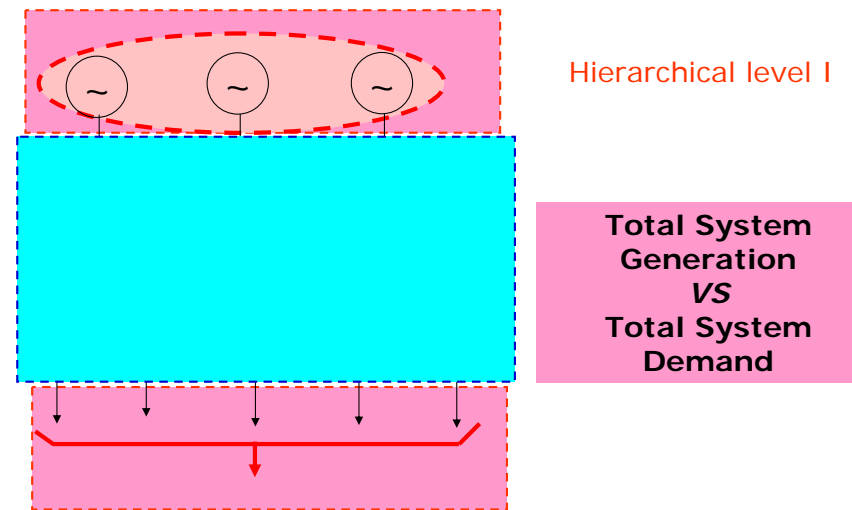 ~ ~ ~
Hierarchical level I
Total System
Generation
VS
Total System
Demand